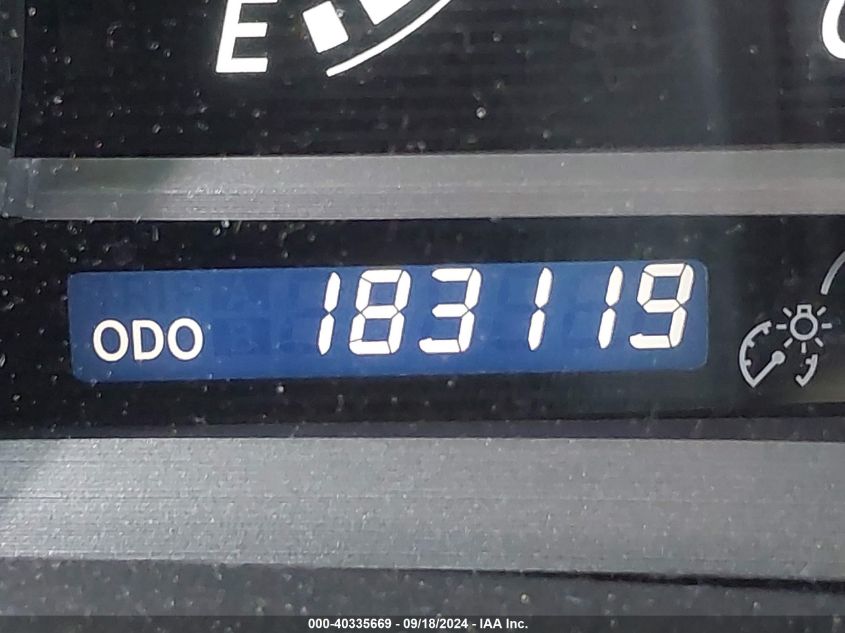 E
ODO 183119
000-40335669 - 09/18/2024 - IAA Inc.